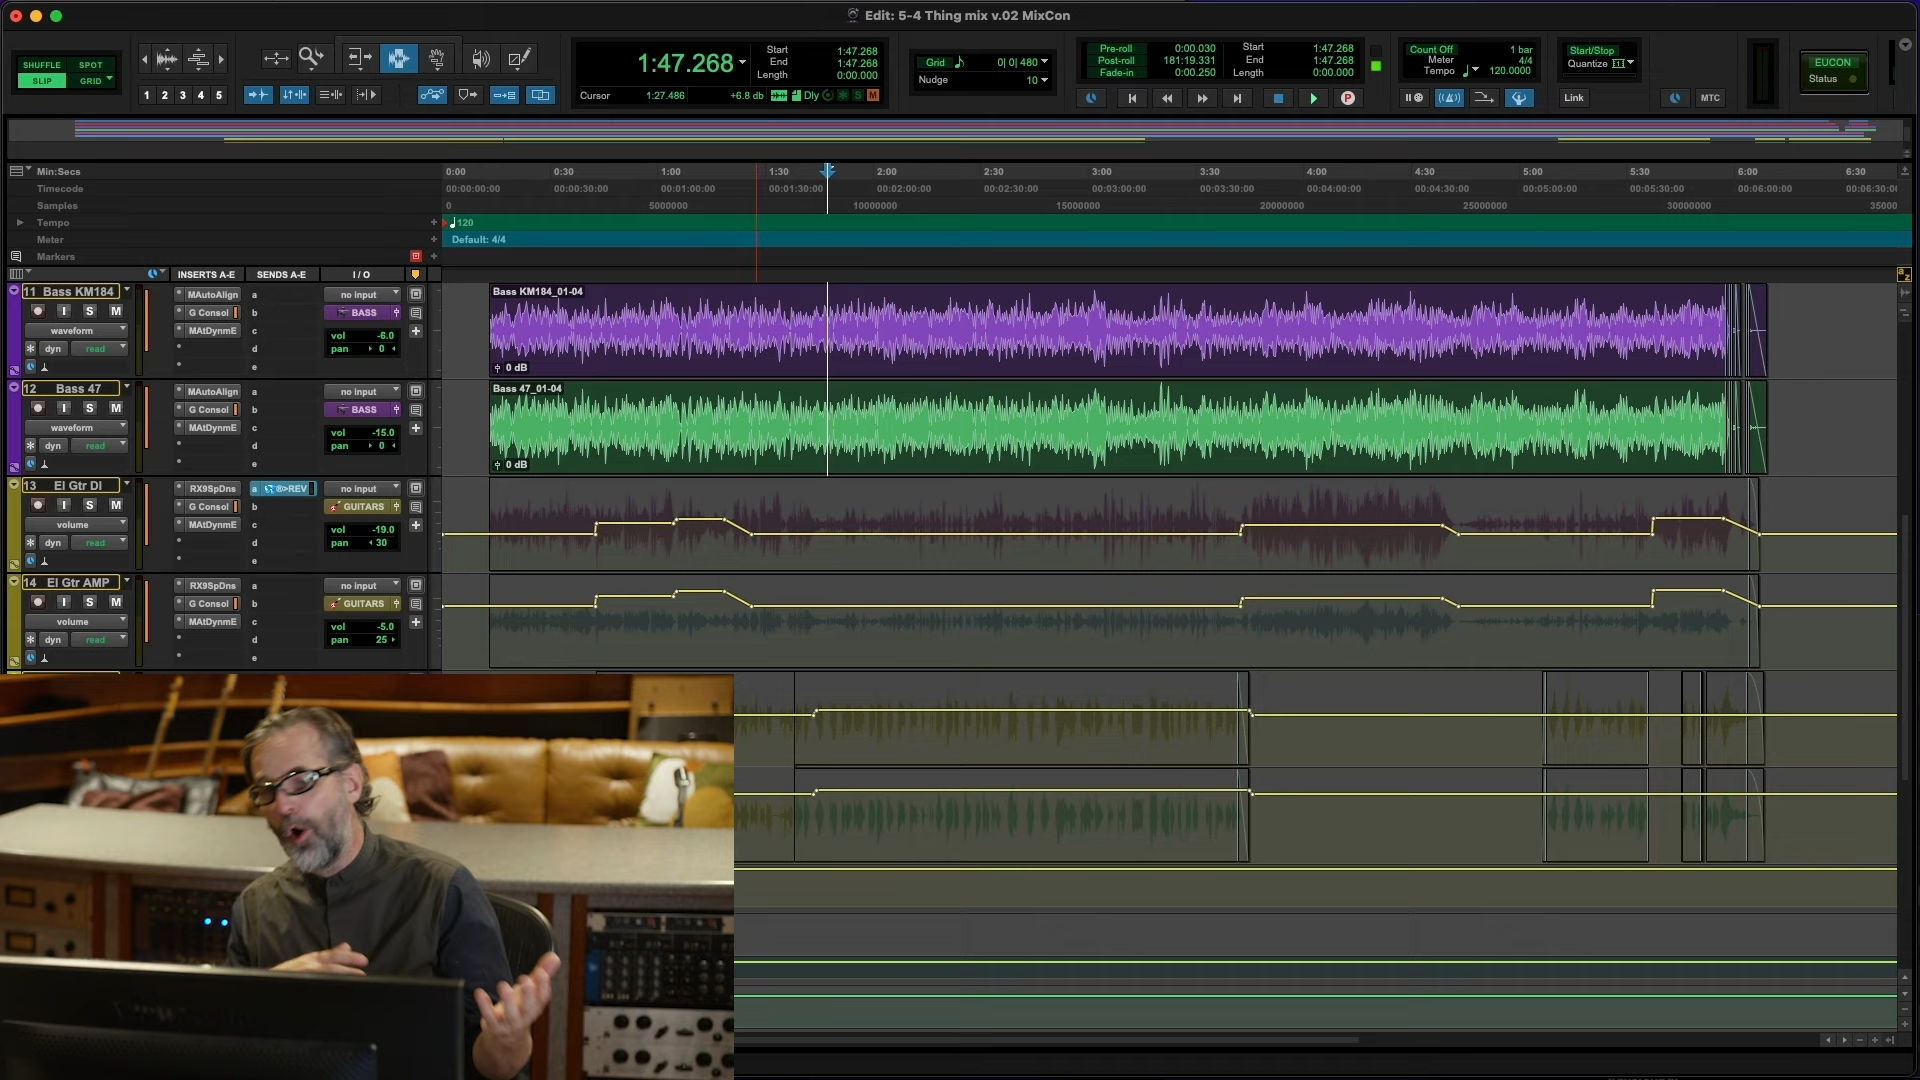 Edit: 5-4 Thing mix v.02 MixCon
SHUFFLE SPOT
SLIP GRID
1 2 3 4 5
1:47.268
Start 1:47.268
End 1:47.268
Length 0:00.000
Cursor 1:27.486 +6.8 db Dly S M
Grid 0| 0| 480
Nudge 10
Pre-roll 0:00.030
Post-roll 181:19.331
Fade-in 0:00.250
Start 1:47.268
End 1:47.268
Length 0:00.000
P
Count Off 1 bar
Meter 4/4
Tempo 120.0000
Start/Stop
Quantize
Link
MTC
EUCON
Status
Min:Secs 0:00 0:30 1:00 1:30 2:00 2:30 3:00 3:30 4:00 4:30 5:00 5:30 6:00 6:30
Timecode 00:00:00:00 00:00:30:00 00:01:00:00 00:01:30:00 00:02:00:00 00:02:30:00 00:03:00:00 00:03:30:00 00:04:00:00 00:04:30:00 00:05:00:00 00:05:30:00 00:06:00:00 00:06:30:0
Samples 0 5000000 10000000 15000000 20000000 25000000 30000000 35000
Tempo 120
Meter Default: 4/4
Markers
INSERTS A-E SENDS A-E I / O
a z
11 Bass KM184
I S M
waveform
dyn read
MAutoAlign
G Consol
MAtDynmE
a
b
c
d
e
no input
BASS
vol -6.0
pan 0
Bass KM184_01-04
0 dB
12 Bass 47
I S M
waveform
dyn read
MAutoAlign
G Consol
MAtDynmE
a
b
c
d
e
no input
BASS
vol -15.0
pan 0
Bass 47_01-04
0 dB
13 El Gtr DI
I S M
volume
dyn read
RX9SpDns
G Consol
MAtDynmE
a >REV
b
c
d
e
no input
GUITARS
vol -19.0
pan 30
14 El Gtr AMP
I S M
volume
dyn read
RX9SpDns
G Consol
MAtDynmE
a
b
c
d
e
no input
GUITARS
vol -5.0
pan 25